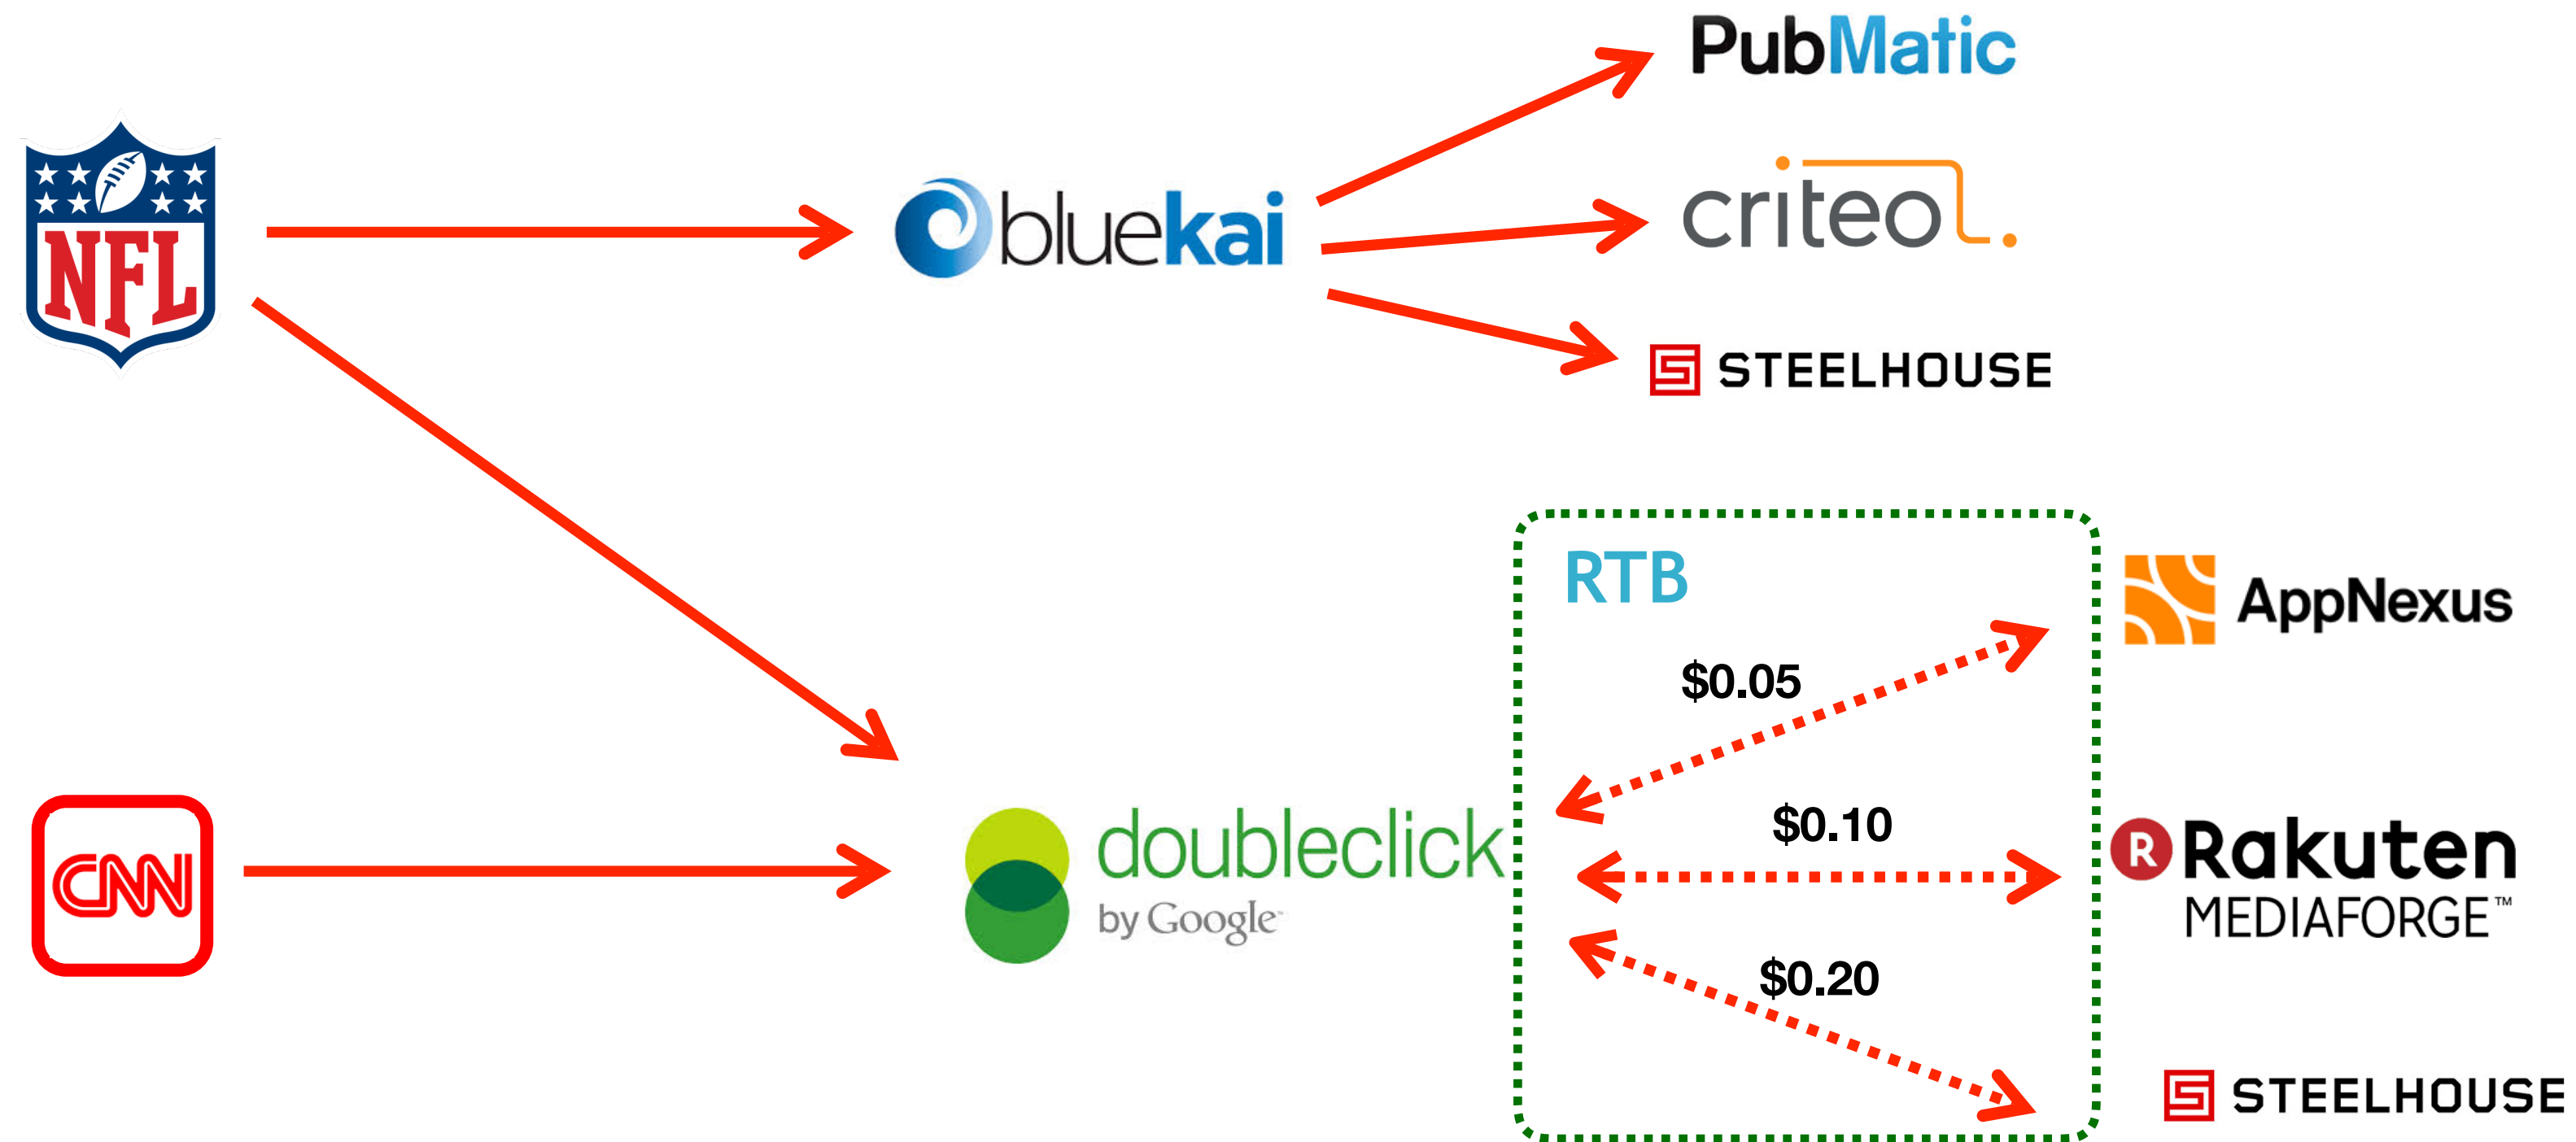 PubMatic
NFL
bluekai
criteo
STEELHOUSE
RTB
AppNexus
$0.05
CNN
doubleclick
by Google
$0.10
R Rakuten
MEDIAFORGE™
$0.20
STEELHOUSE